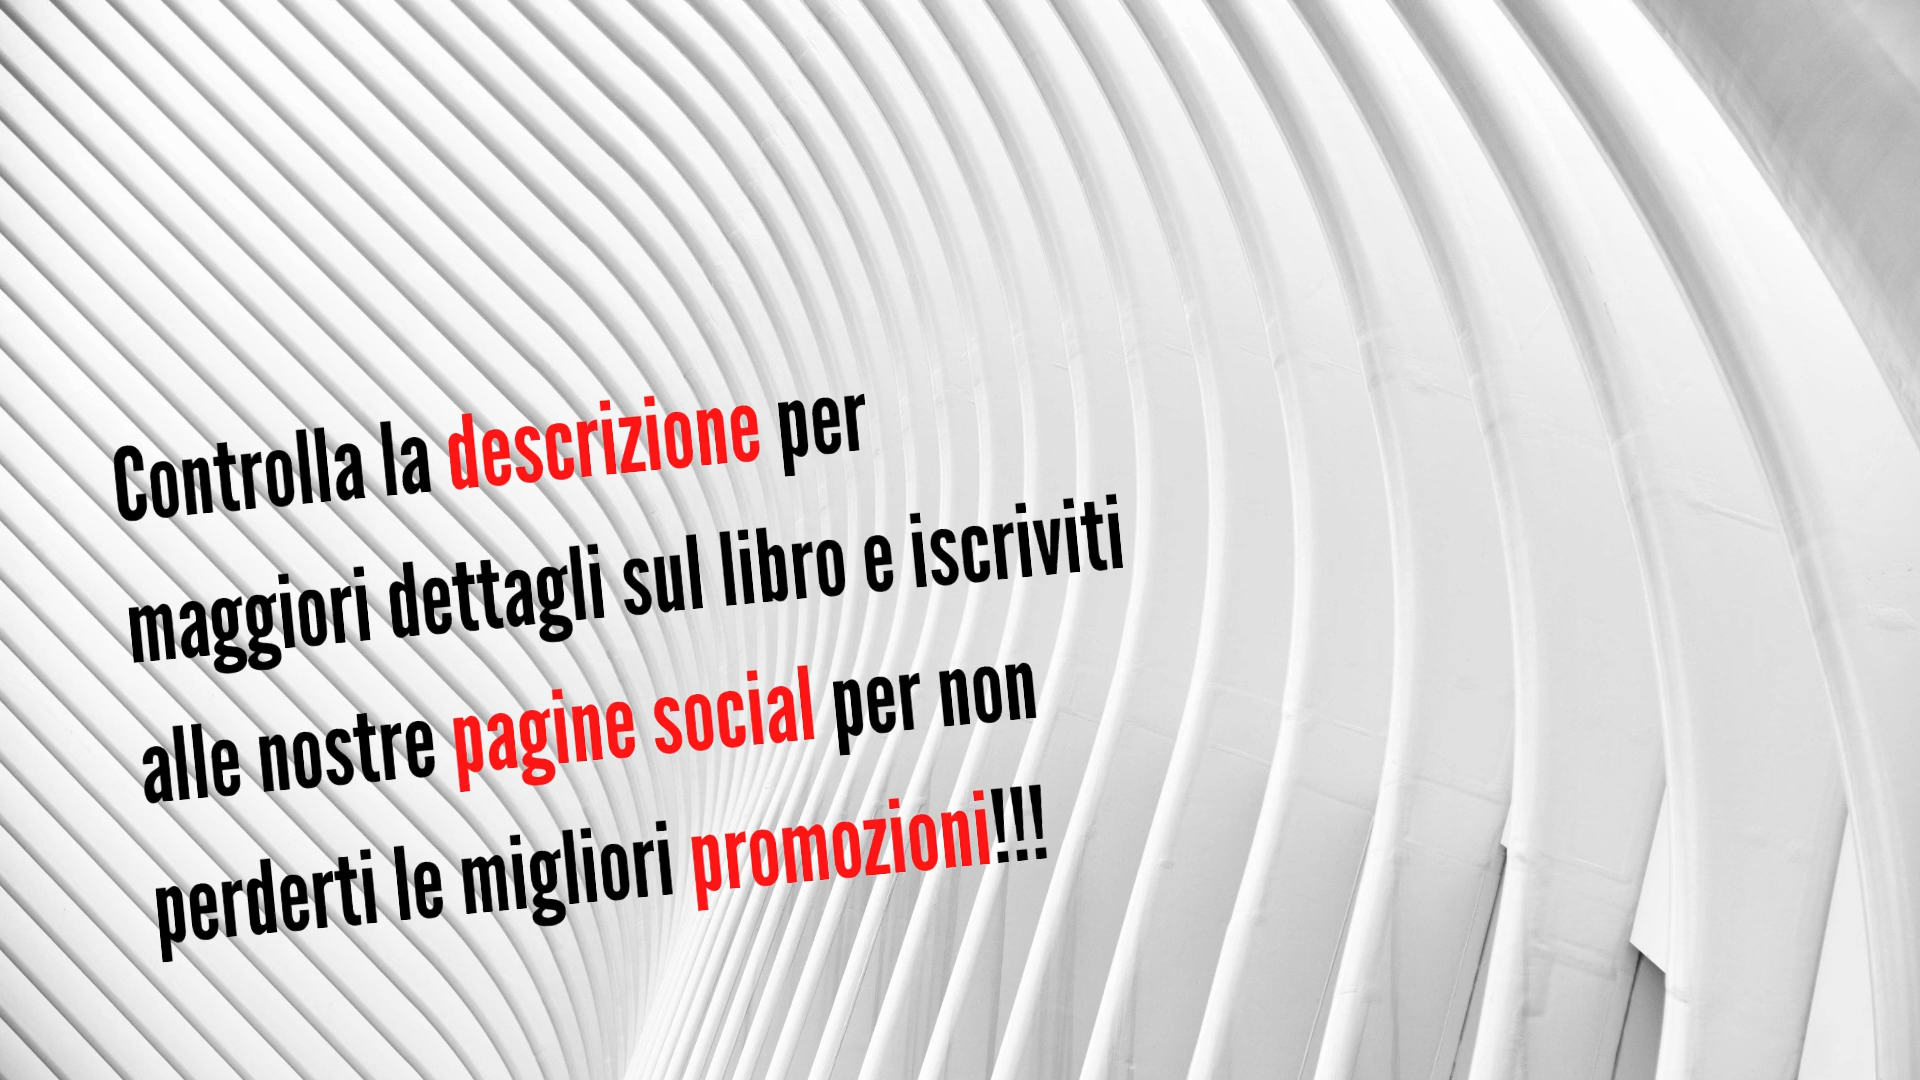 Controlla la descrizione per
maggiori dettagli sul libro e iscriviti
alle nostre pagine social per non
perderti le migliori promozioni!!!